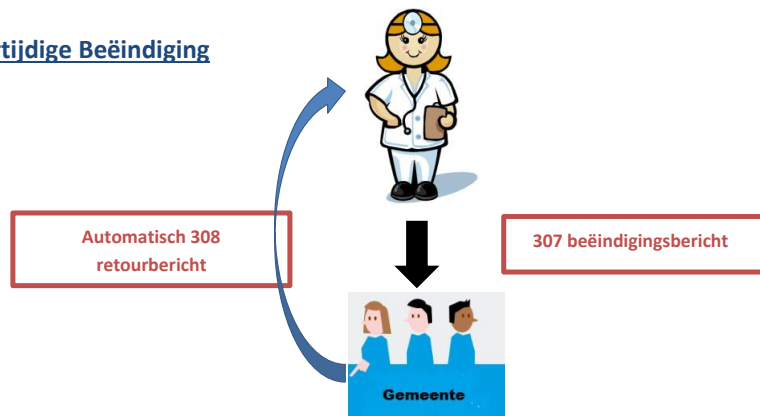 tijdige Beëindiging
Automatisch 308
retourbericht
307 beëindigingsbericht
Gemeente